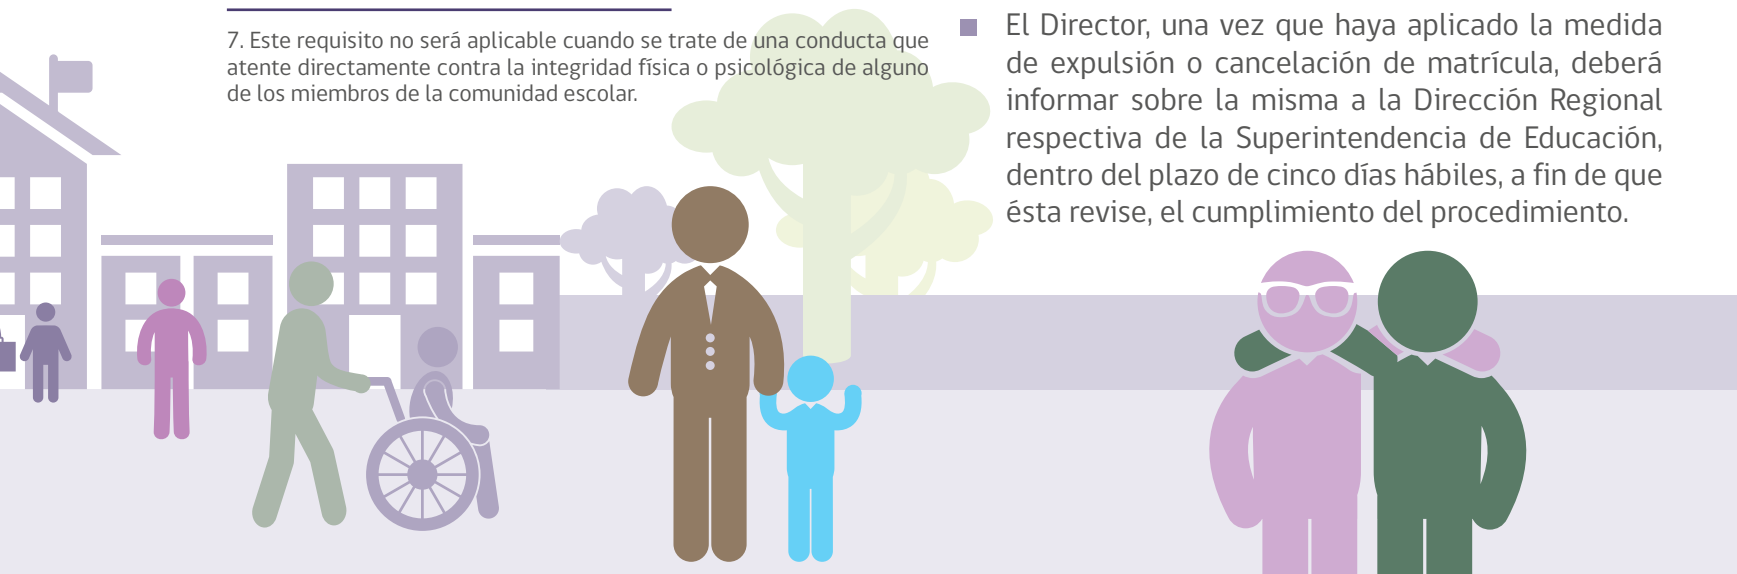 7. Este requisito no será aplicable cuando se trate de una conducta que
atente directamente contra la integridad física o psicológica de alguno
de los miembros de la comunidad escolar.
El Director, una vez que haya aplicado la medida
de expulsión o cancelación de matrícula, deberá
informar sobre la misma a la Dirección Regional
respectiva de la Superintendencia de Educación,
dentro del plazo de cinco días hábiles, a fin de que
ésta revise, el cumplimiento del procedimiento.